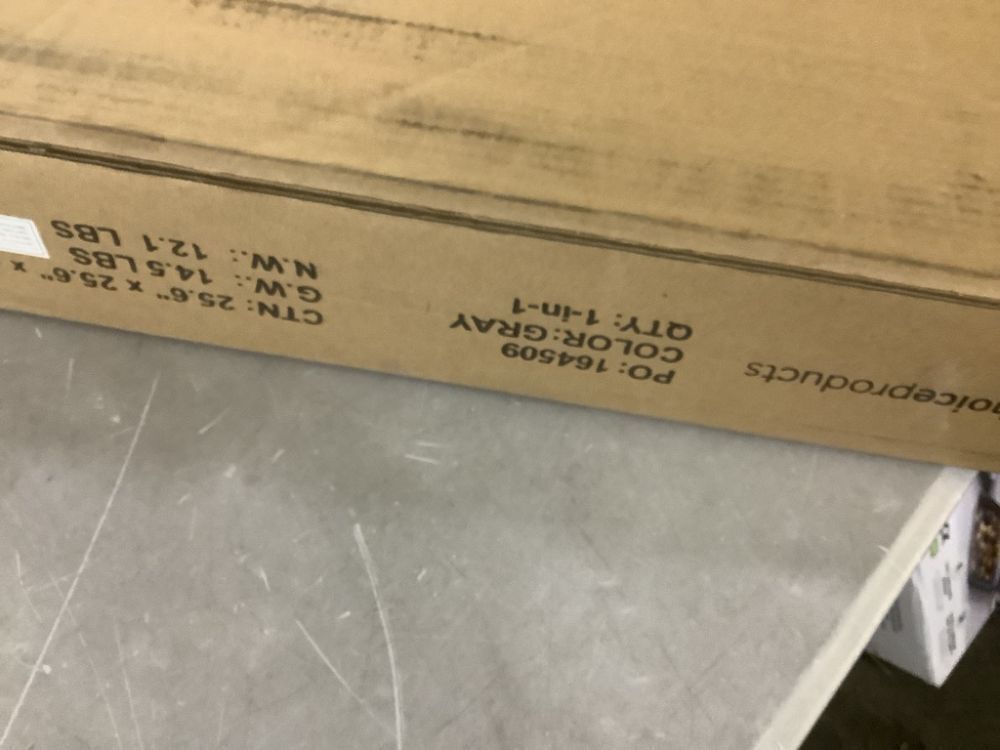 oiceproducts
PO: 164509
COLOR:GRAY
QTY: 1-in-1
CTN: 25.6" x 25.6" x
G.W.: 14.5 LBS
N.W.: 12.1 LBS